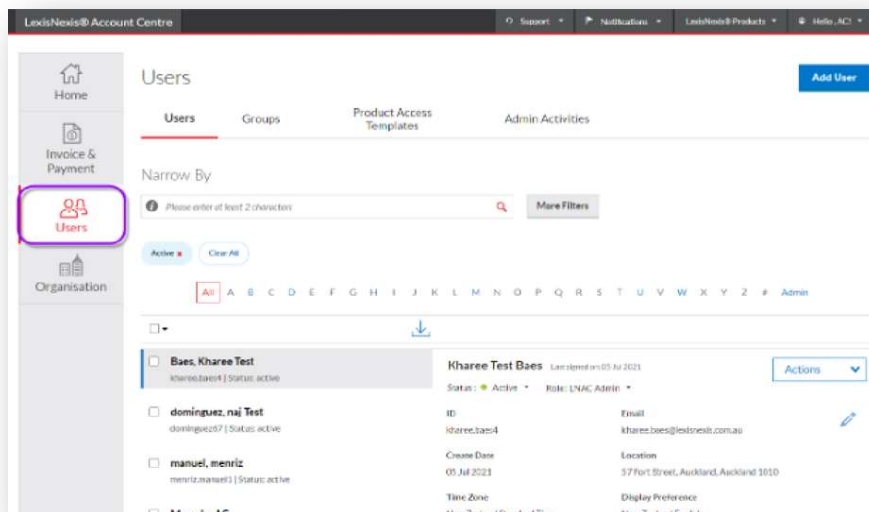 LexisNexis® Account Centre
Support
Notifications
LexisNexis® Products
Hello, AC!
Home
Invoice &
Payment
Users
Organisation
Users
Add User
Users
Groups
Product Access
Templates
Admin Activities
Narrow By
Please enter at least 2 characters
More Filters
Active x
Clear All
All A B C D E F G H I J K L M N O P Q R S T U V W X Y Z # Admin
Baes, Kharee Test
kharee.baes4 | Status: active
dominguez, naj Test
dominguez67 | Status: active
manuel, menriz
menriz.manuel1 | Status: active
Kharee Test Baes Last signed on: 05 Jul 2021
Actions
Status: Active Role: LNAC Admin
ID
kharee.baes4
Email
kharee.baes@lexisnexis.com.au
Create Date
05 Jul 2021
Location
57 Fort Street, Auckland, Auckland 1010
Time Zone
Display Preference